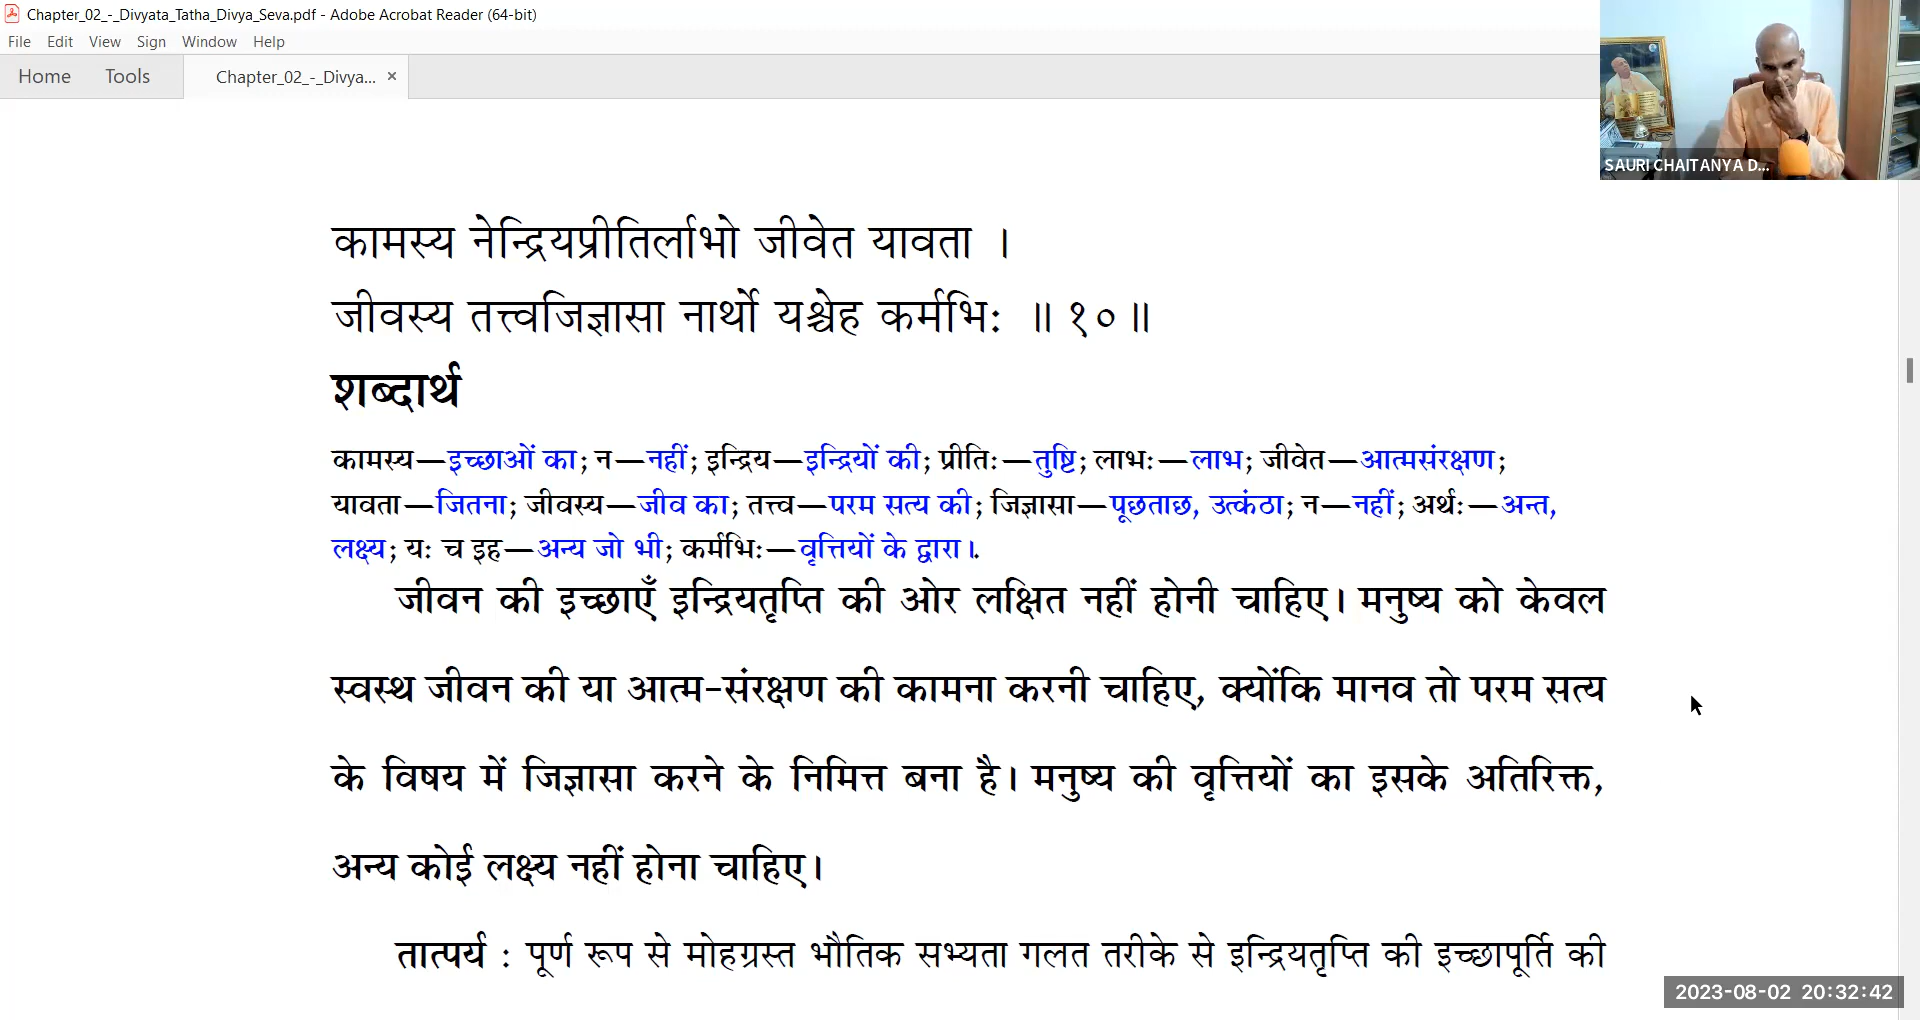 Chapter_02_-_Divyata_Tatha_Divya_Seva.pdf - Adobe Acrobat Reader (64-bit)
File Edit View Sign Window Help
Home Tools Chapter_02_-_Divya... ×
SAURI CHAITANYA D...
कामस्य नेन्द्रियप्रीतिर्लाभो जीवेत यावता ।
जीवस्य तत्त्वजिज्ञासा नार्थो यश्चेह कर्मभिः ॥ १० ॥
शब्दार्थ
कामस्य—इच्छाओं का; न—नहीं; इन्द्रिय—इन्द्रियों की; प्रीतिः—तुष्टि; लाभः—लाभ; जीवेत—आत्मसंरक्षण;
यावता—जितना; जीवस्य—जीव का; तत्त्व—परम सत्य की; जिज्ञासा—पूछताछ, उत्कंठा; न—नहीं; अर्थः—अन्त,
लक्ष्य; यः च इह—अन्य जो भी; कर्मभिः—वृत्तियों के द्वारा।.
जीवन की इच्छाएँ इन्द्रियतृप्ति की ओर लक्षित नहीं होनी चाहिए। मनुष्य को केवल
स्वस्थ जीवन की या आत्म-संरक्षण की कामना करनी चाहिए, क्योंकि मानव तो परम सत्य
के विषय में जिज्ञासा करने के निमित्त बना है। मनुष्य की वृत्तियों का इसके अतिरिक्त,
अन्य कोई लक्ष्य नहीं होना चाहिए।
तात्पर्य : पूर्ण रूप से मोहग्रस्त भौतिक सभ्यता गलत तरीके से इन्द्रियतृप्ति की इच्छापूर्ति की
2023-08-02 20:32:42